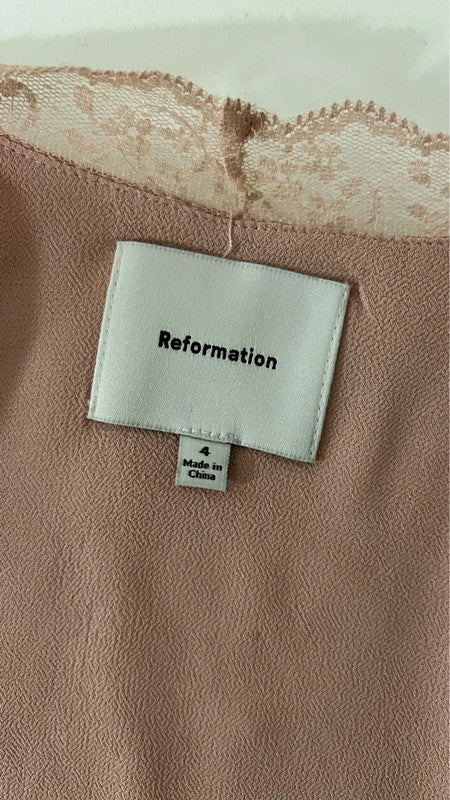 Reformation
4
Made in
China